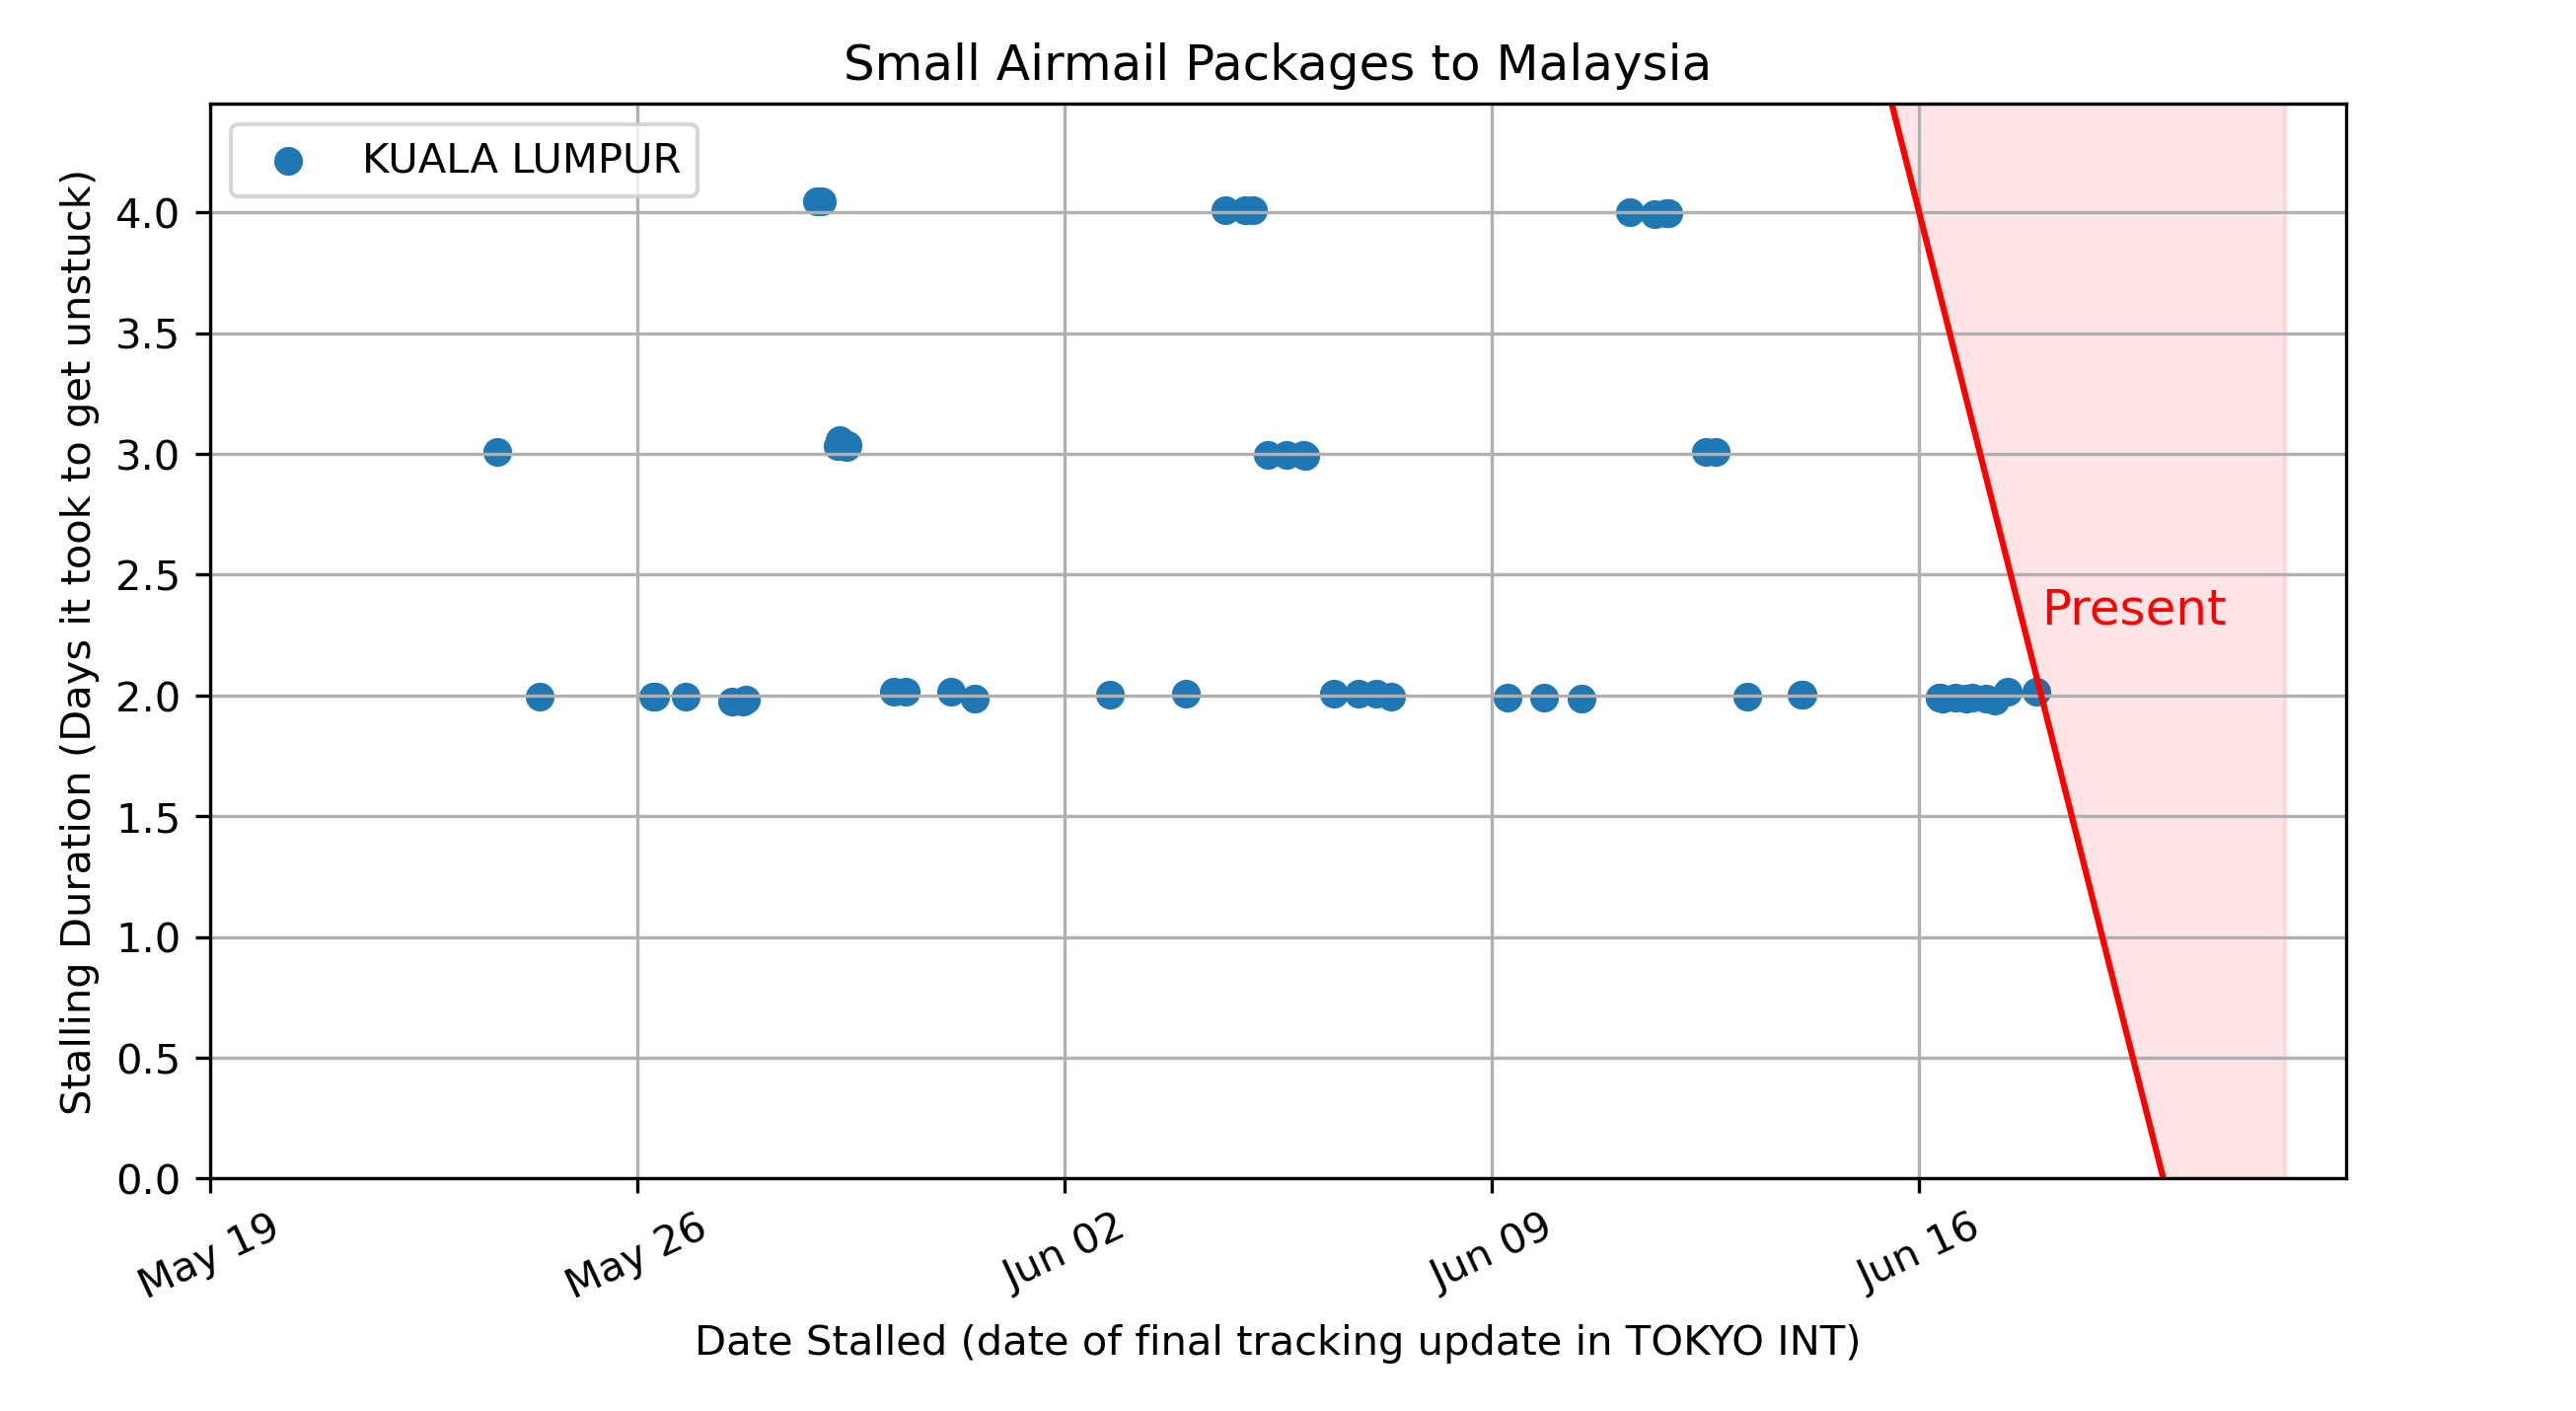 Small Airmail Packages to Malaysia
KUALA LUMPUR
Stalling Duration (Days it took to get unstuck)
4.0
3.5
3.0
2.5
2.0
1.5
1.0
0.5
0.0
Present
May 19
May 26
Jun 02
Jun 09
Jun 16
Date Stalled (date of final tracking update in TOKYO INT)